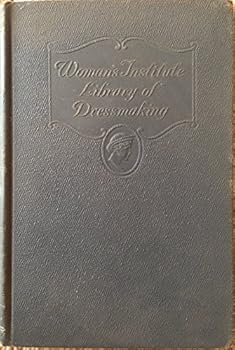 Woman's Institute
Library of
Dressmaking